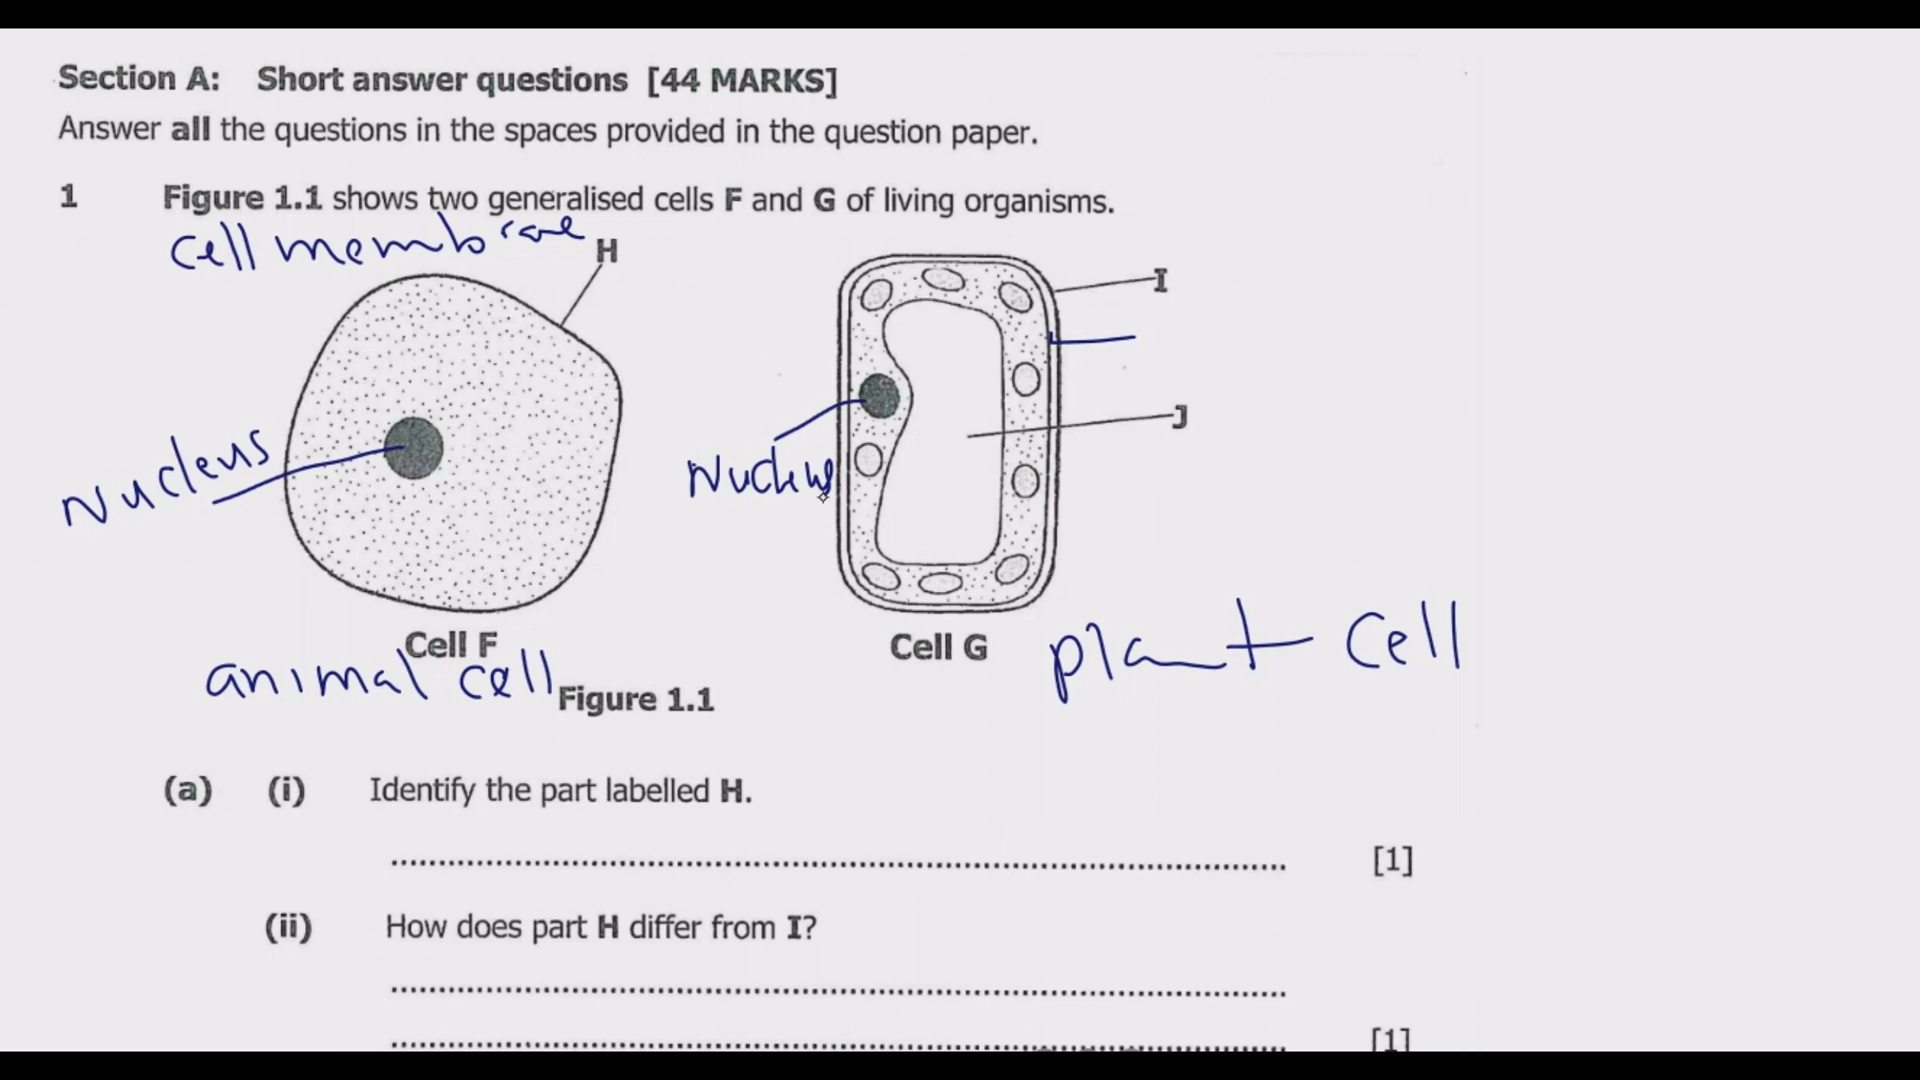 Section A: Short answer questions [44 MARKS]
Answer all the questions in the spaces provided in the question paper.
1 Figure 1.1 shows two generalised cells F and G of living organisms.
cell membrane
H
I
J
Nucleus
Nucleus
Cell F
Cell G
animal cell
plant cell
Figure 1.1
(a) (i) Identify the part labelled H.
[1]
(ii) How does part H differ from I?
[1]